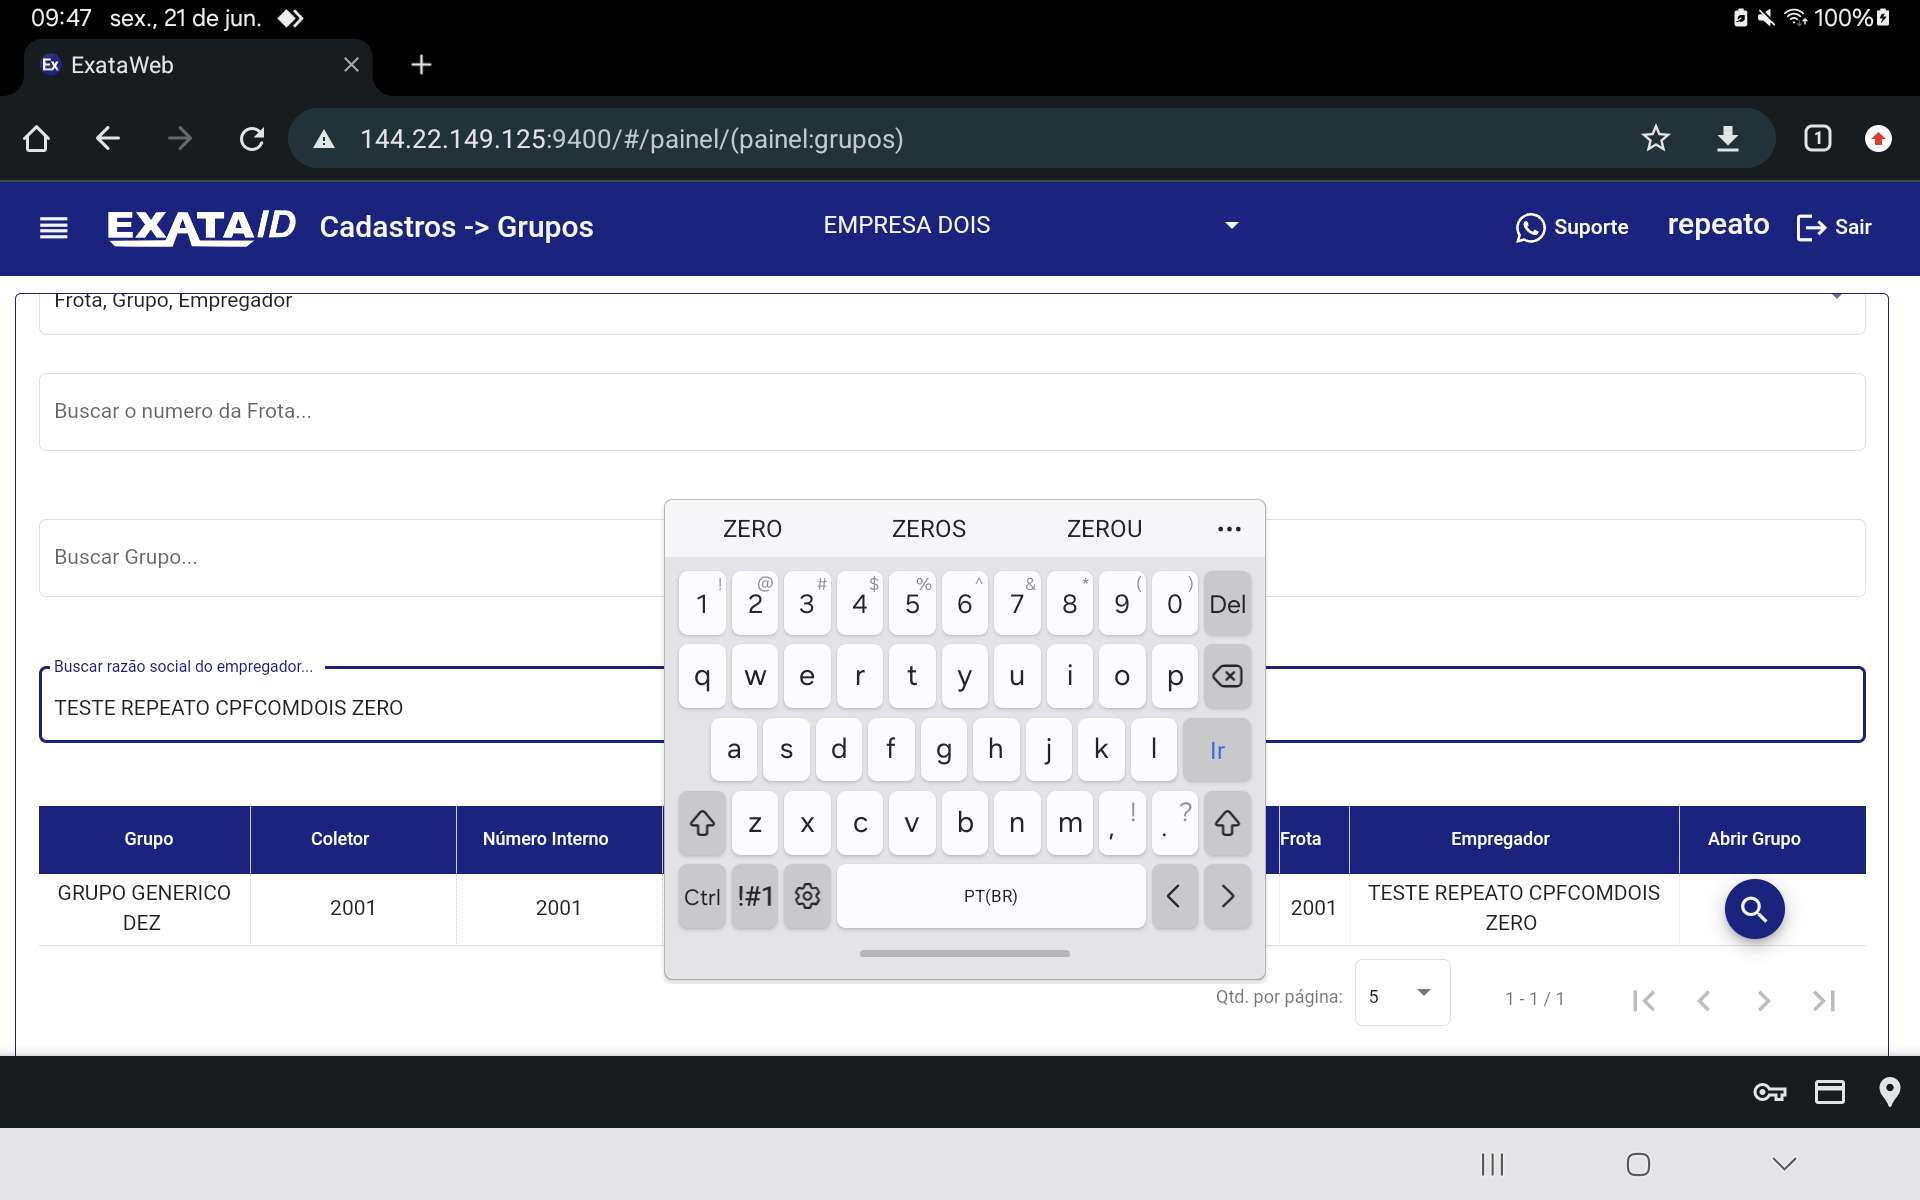 09:47 sex., 21 de jun. 100%
Ex ExataWeb
144.22.149.125:9400/#/painel/(painel:grupos) 1
EXATA/D Cadastros -> Grupos EMPRESA DOIS Suporte repeato Sair
Frota, Grupo, Empregador
Buscar o numero da Frota...
Buscar Grupo...
Buscar razão social do empregador...
TESTE REPEATO CPFCOMDOIS ZERO
ZERO ZEROS ZEROU ...
! @ # $ % ^ & * ( )
1 2 3 4 5 6 7 8 9 0 Del
q w e r t y u i o p
a s d f g h j k l Ir
z x c v b n m , ! . ?
Ctrl !#1 PT(BR) < >
Grupo Coletor Número Interno Frota Empregador Abrir Grupo
GRUPO GENERICO DEZ 2001 2001 2001 TESTE REPEATO CPFCOMDOIS ZERO
Qtd. por página: 5 1 - 1 / 1